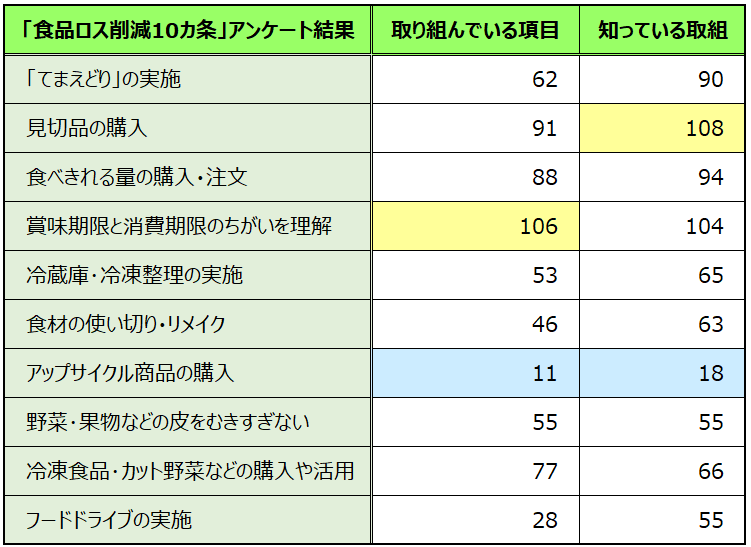 「食品ロス削減10カ条」アンケート結果 取り組んでいる項目 知っている取組
「てまえどり」の実施 62 90
見切品の購入 91 108
食べきれる量の購入・注文 88 94
賞味期限と消費期限のちがいを理解 106 104
冷蔵庫・冷凍整理の実施 53 65
食材の使い切り・リメイク 46 63
アップサイクル商品の購入 11 18
野菜・果物などの皮をむきすぎない 55 55
冷凍食品・カット野菜などの購入や活用 77 66
フードドライブの実施 28 55